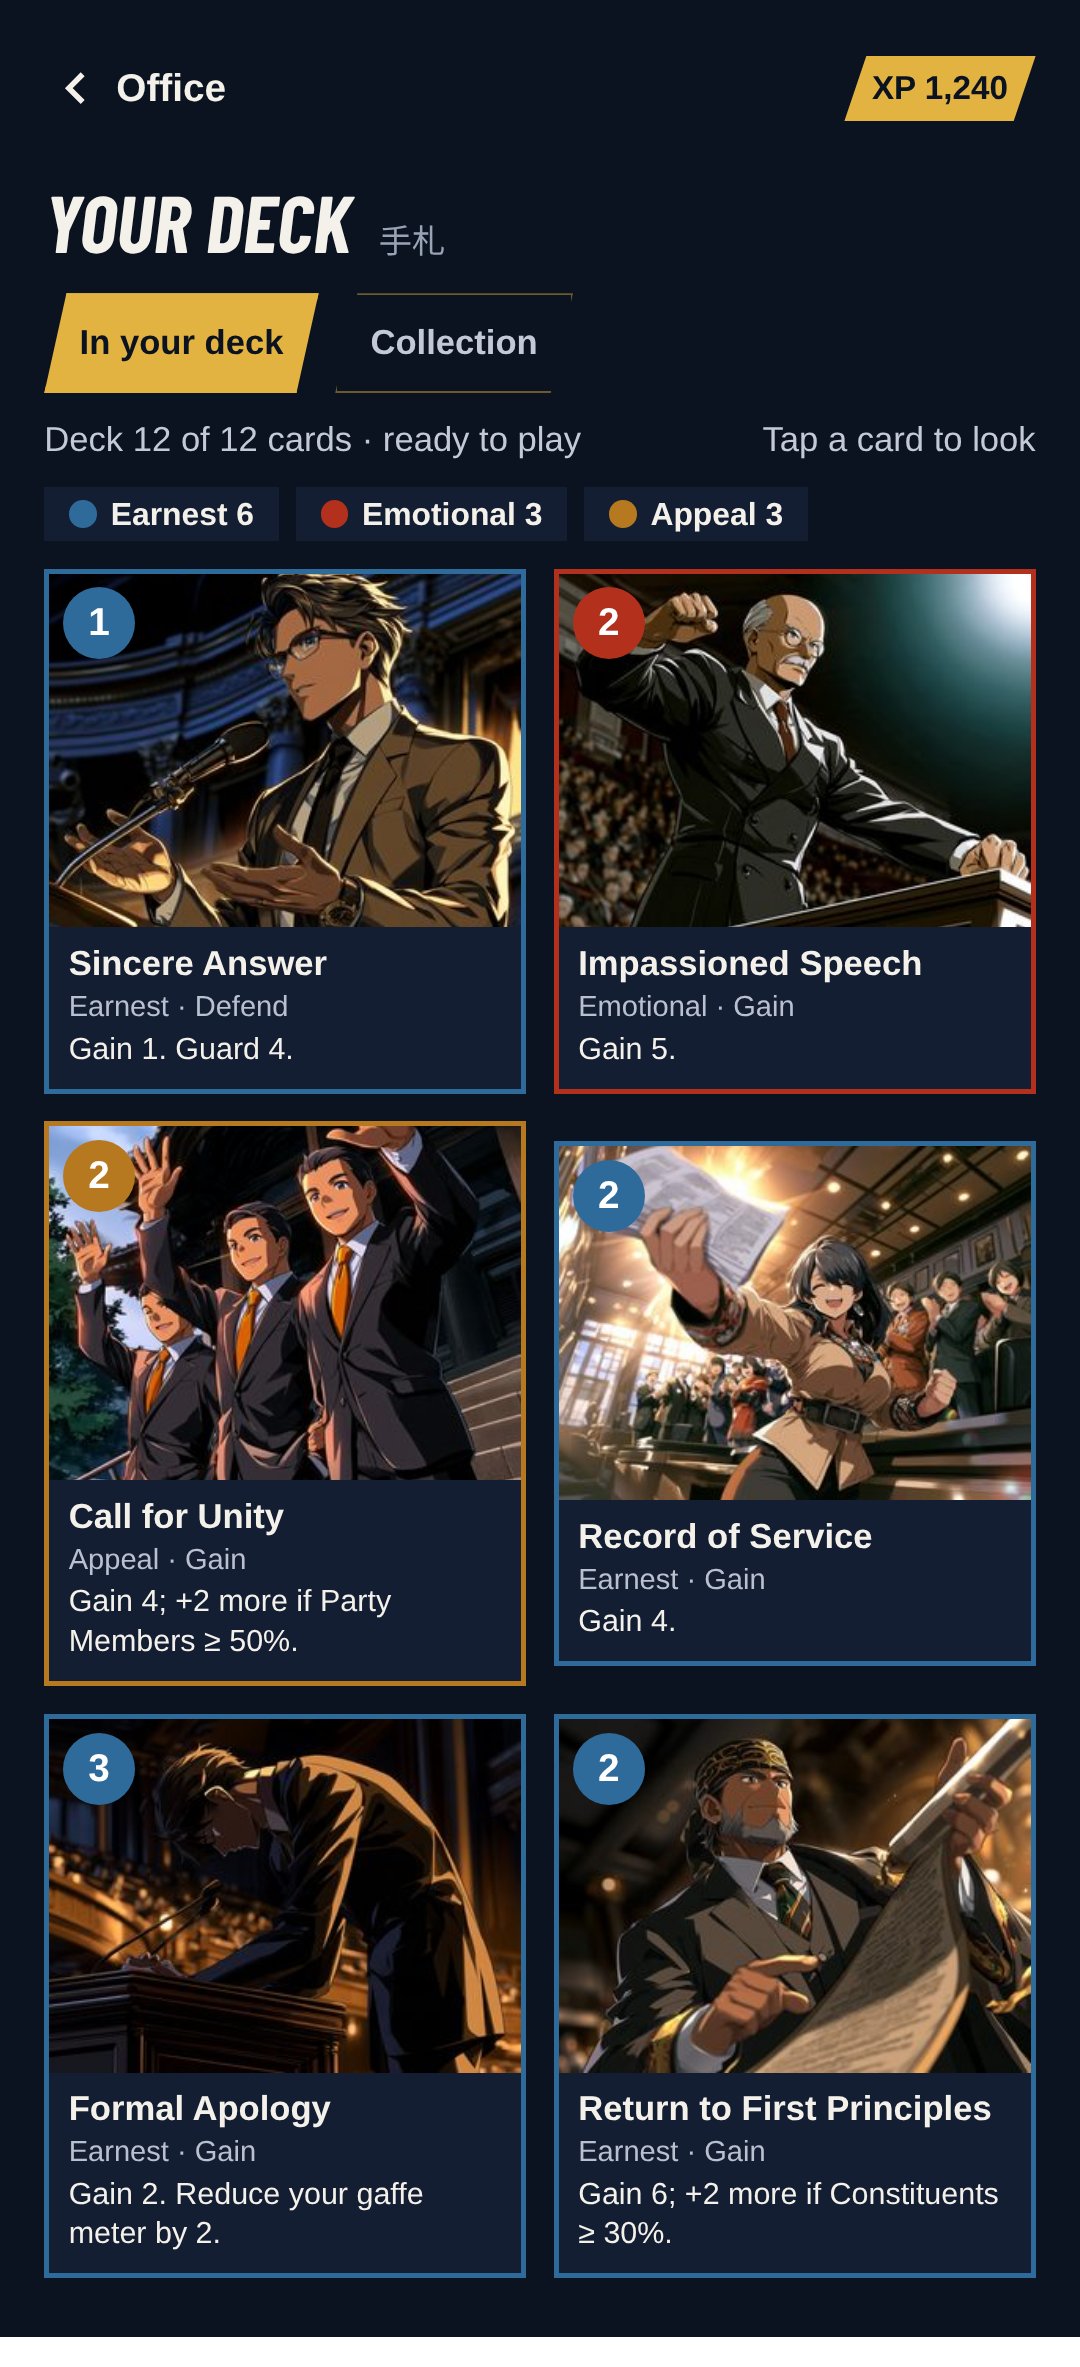 Office
XP 1,240
YOUR DECK 手札
In your deck
Collection
Deck 12 of 12 cards · ready to play
Tap a card to look
Earnest 6
Emotional 3
Appeal 3
1
Sincere Answer
Earnest · Defend
Gain 1. Guard 4.
2
Impassioned Speech
Emotional · Gain
Gain 5.
2
Call for Unity
Appeal · Gain
Gain 4; +2 more if Party
Members ≥ 50%.
2
Record of Service
Earnest · Gain
Gain 4.
3
Formal Apology
Earnest · Gain
Gain 2. Reduce your gaffe
meter by 2.
2
Return to First Principles
Earnest · Gain
Gain 6; +2 more if Constituents
≥ 30%.